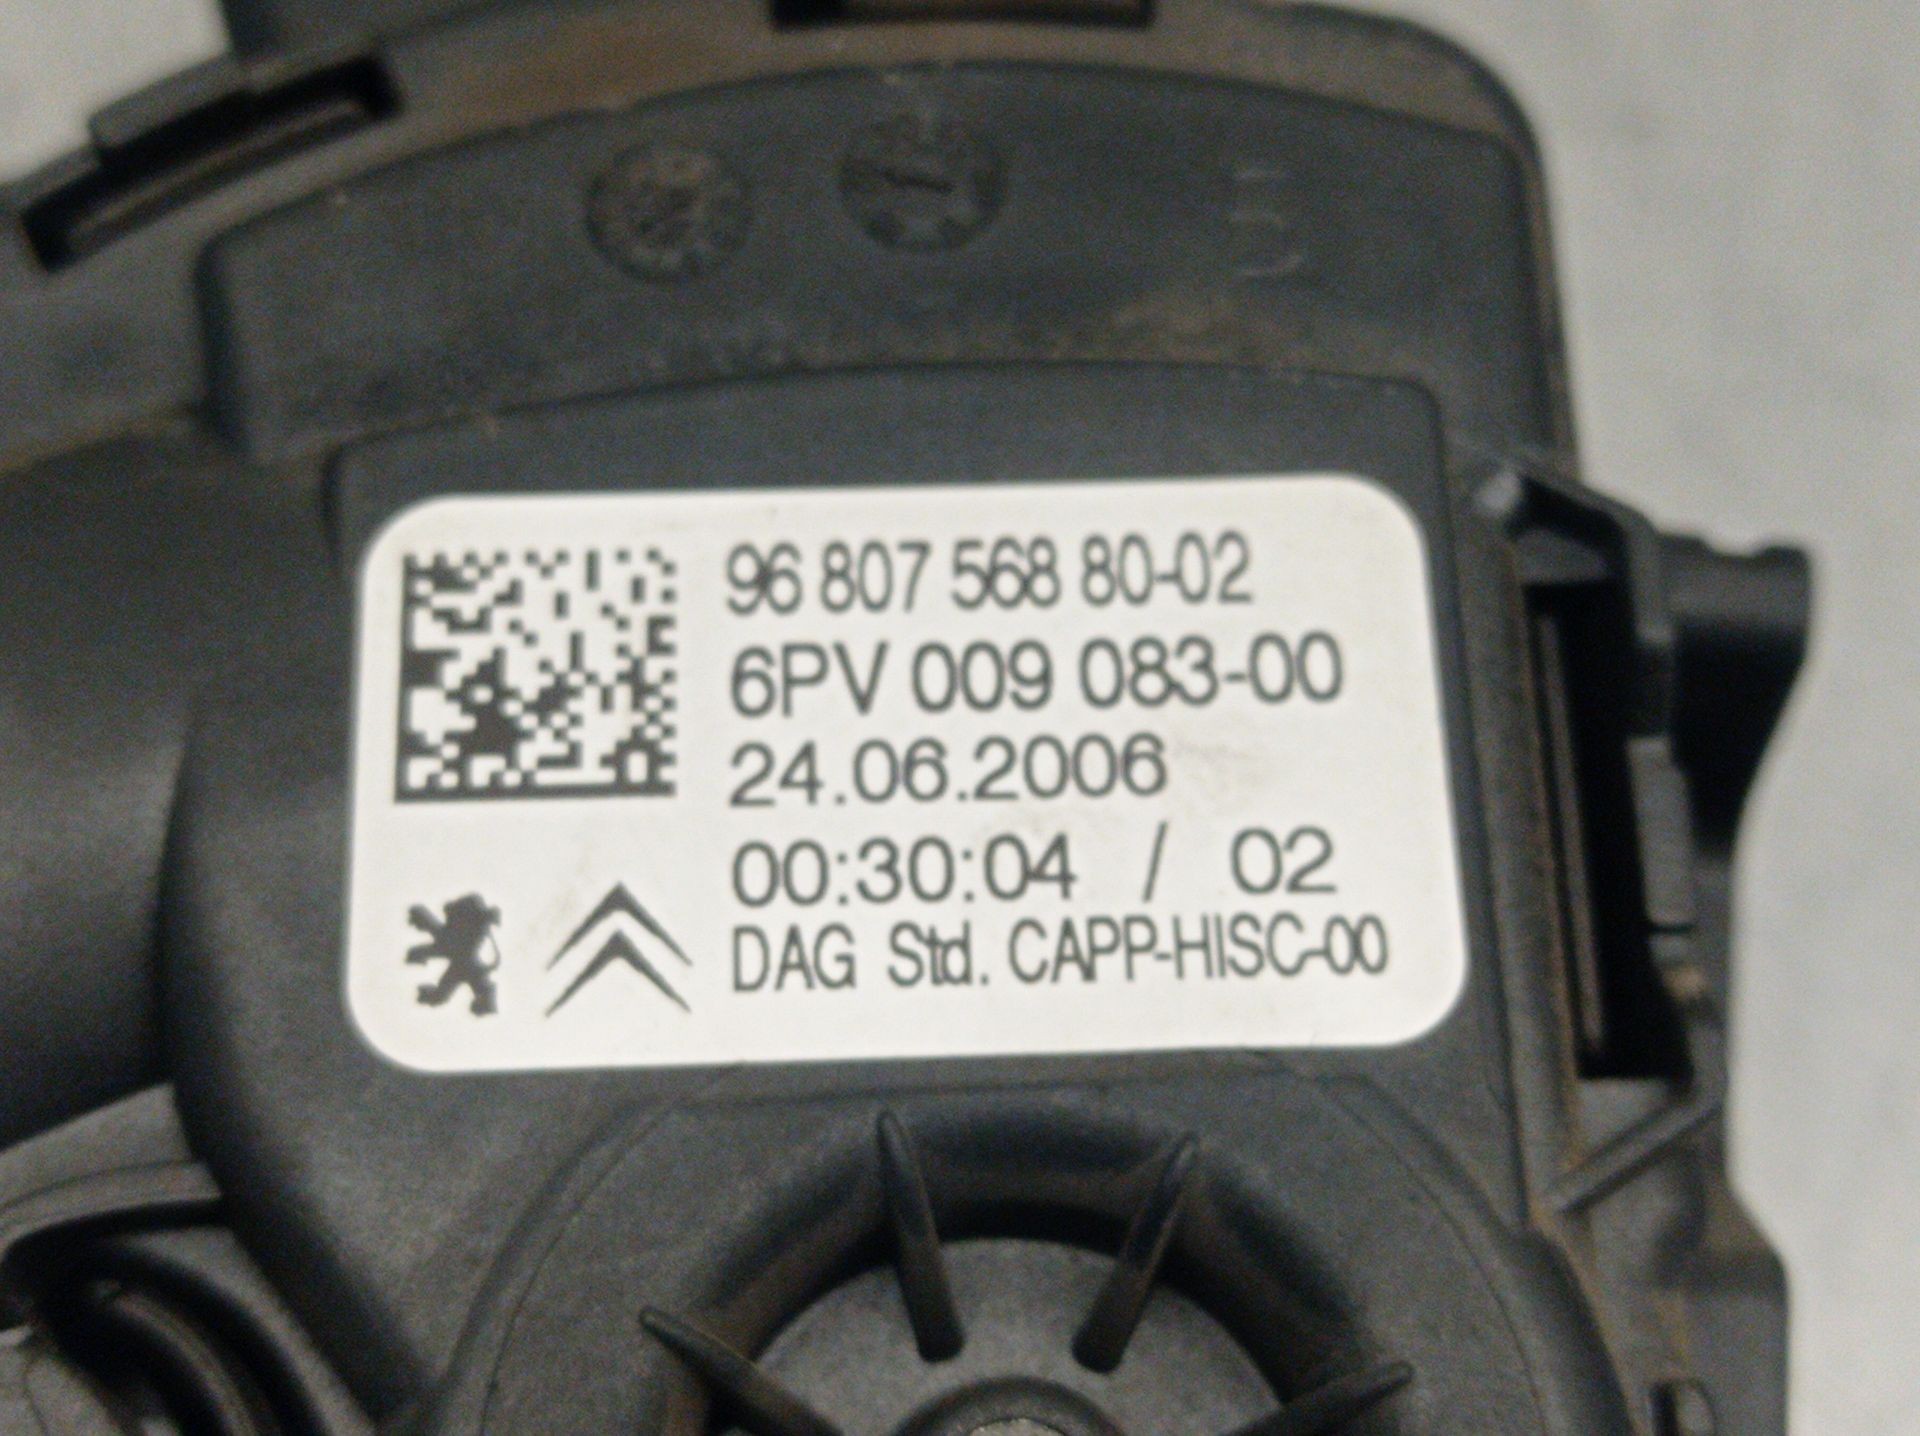 96 807 568 80-02
6PV 009 083-00
24.06.2006
00:30:04 / 02
DAG Std. CAPP-HISC-00